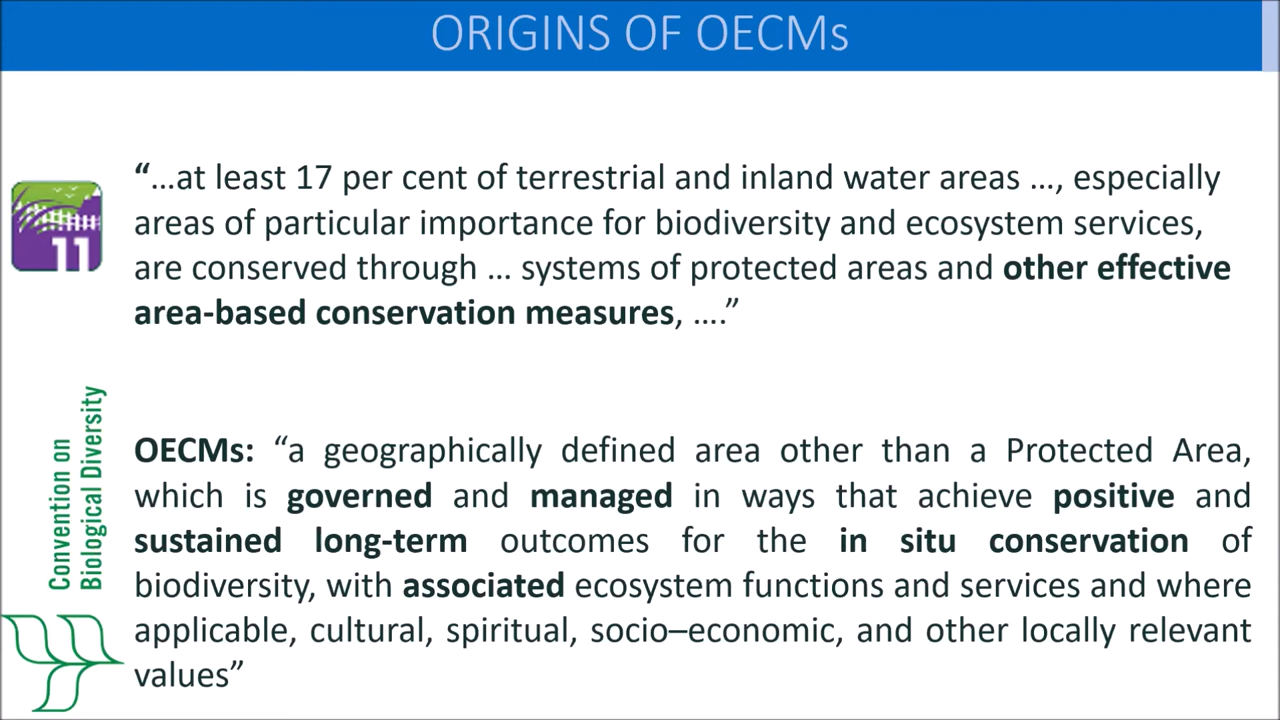 ORIGINS OF OECMs
“…at least 17 per cent of terrestrial and inland water areas …, especially
areas of particular importance for biodiversity and ecosystem services,
are conserved through … systems of protected areas and other effective
area-based conservation measures, ….”
11
Convention on
Biological Diversity
OECMs: “a geographically defined area other than a Protected Area,
which is governed and managed in ways that achieve positive and
sustained long-term outcomes for the in situ conservation of
biodiversity, with associated ecosystem functions and services and where
applicable, cultural, spiritual, socio–economic, and other locally relevant
values”